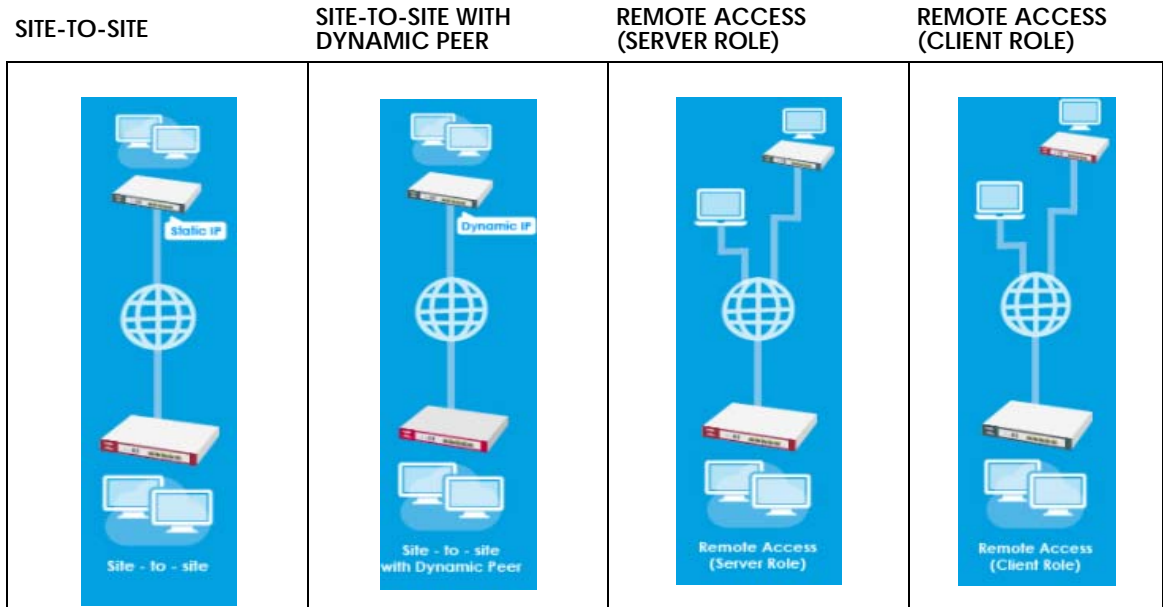 SITE-TO-SITE
SITE-TO-SITE WITH
DYNAMIC PEER
REMOTE ACCESS
(SERVER ROLE)
REMOTE ACCESS
(CLIENT ROLE)
Static IP
Site - to - site
Dynamic IP
Site - to - site
with Dynamic Peer
Remote Access
(Server Role)
Remote Access
(Client Role)